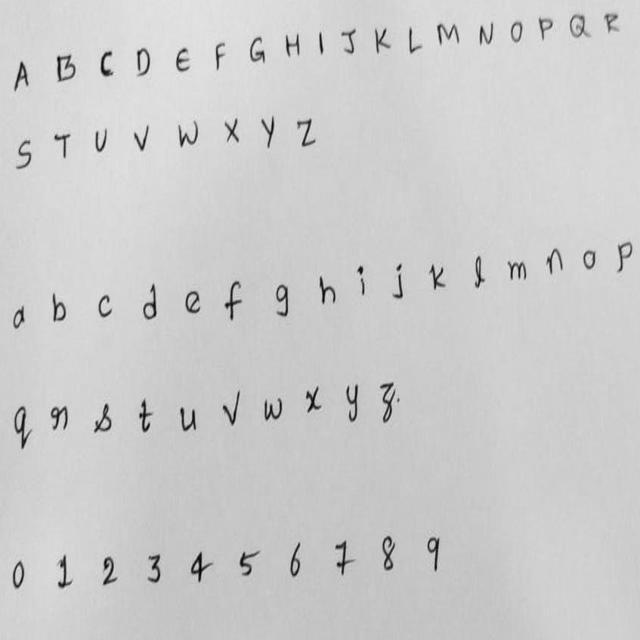 A B C D E F G H I J K L M N O P Q R
S T U V W X Y Z
a b c d e f g h i j k l m n o p
q r s t u v w x y z
0 1 2 3 4 5 6 7 8 9